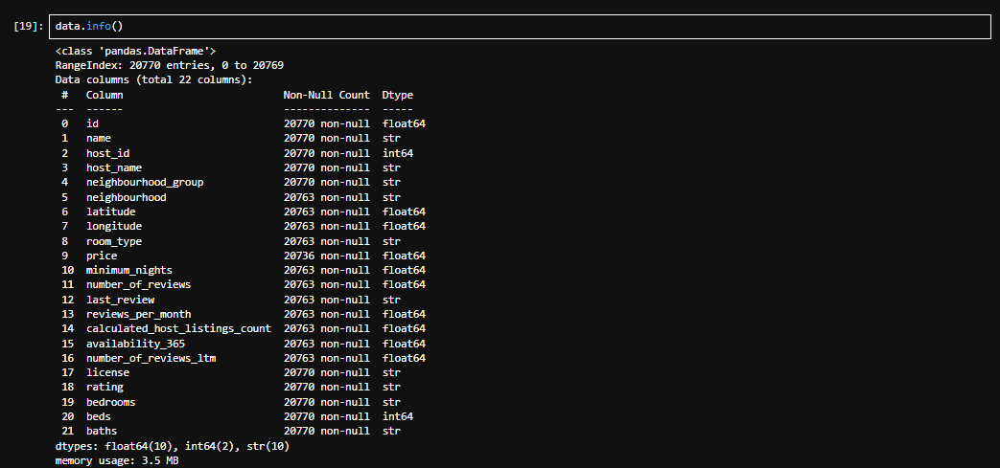 [19]: data.info()
<class 'pandas.DataFrame'>
RangeIndex: 20770 entries, 0 to 20769
Data columns (total 22 columns):
 #   Column                          Non-Null Count  Dtype
---  ------                          --------------  -----
 0   id                              20770 non-null  float64
 1   name                            20770 non-null  str
 2   host_id                         20770 non-null  int64
 3   host_name                       20770 non-null  str
 4   neighbourhood_group             20770 non-null  str
 5   neighbourhood                   20763 non-null  str
 6   latitude                        20763 non-null  float64
 7   longitude                       20763 non-null  float64
 8   room_type                       20763 non-null  str
 9   price                           20736 non-null  float64
 10  minimum_nights                  20763 non-null  float64
 11  number_of_reviews               20763 non-null  float64
 12  last_review                     20763 non-null  str
 13  reviews_per_month               20763 non-null  float64
 14  calculated_host_listings_count  20763 non-null  float64
 15  availability_365                20763 non-null  float64
 16  number_of_reviews_ltm           20763 non-null  float64
 17  license                         20770 non-null  str
 18  rating                          20770 non-null  str
 19  bedrooms                        20770 non-null  str
 20  beds                            20770 non-null  int64
 21  baths                           20770 non-null  str
dtypes: float64(10), int64(2), str(10)
memory usage: 3.5 MB